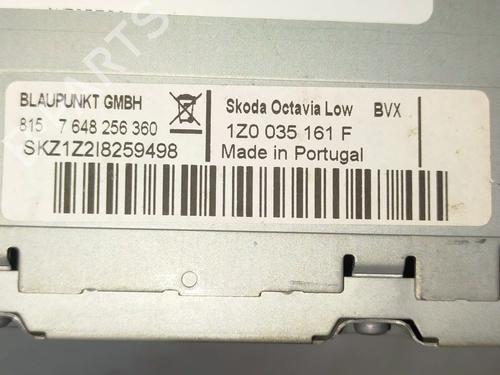 BLAUPUNKT GMBH
815 7 648 256 360
SKZ1Z2I8259498
Skoda Octavia Low BVX
1Z0 035 161 F
Made in Portugal